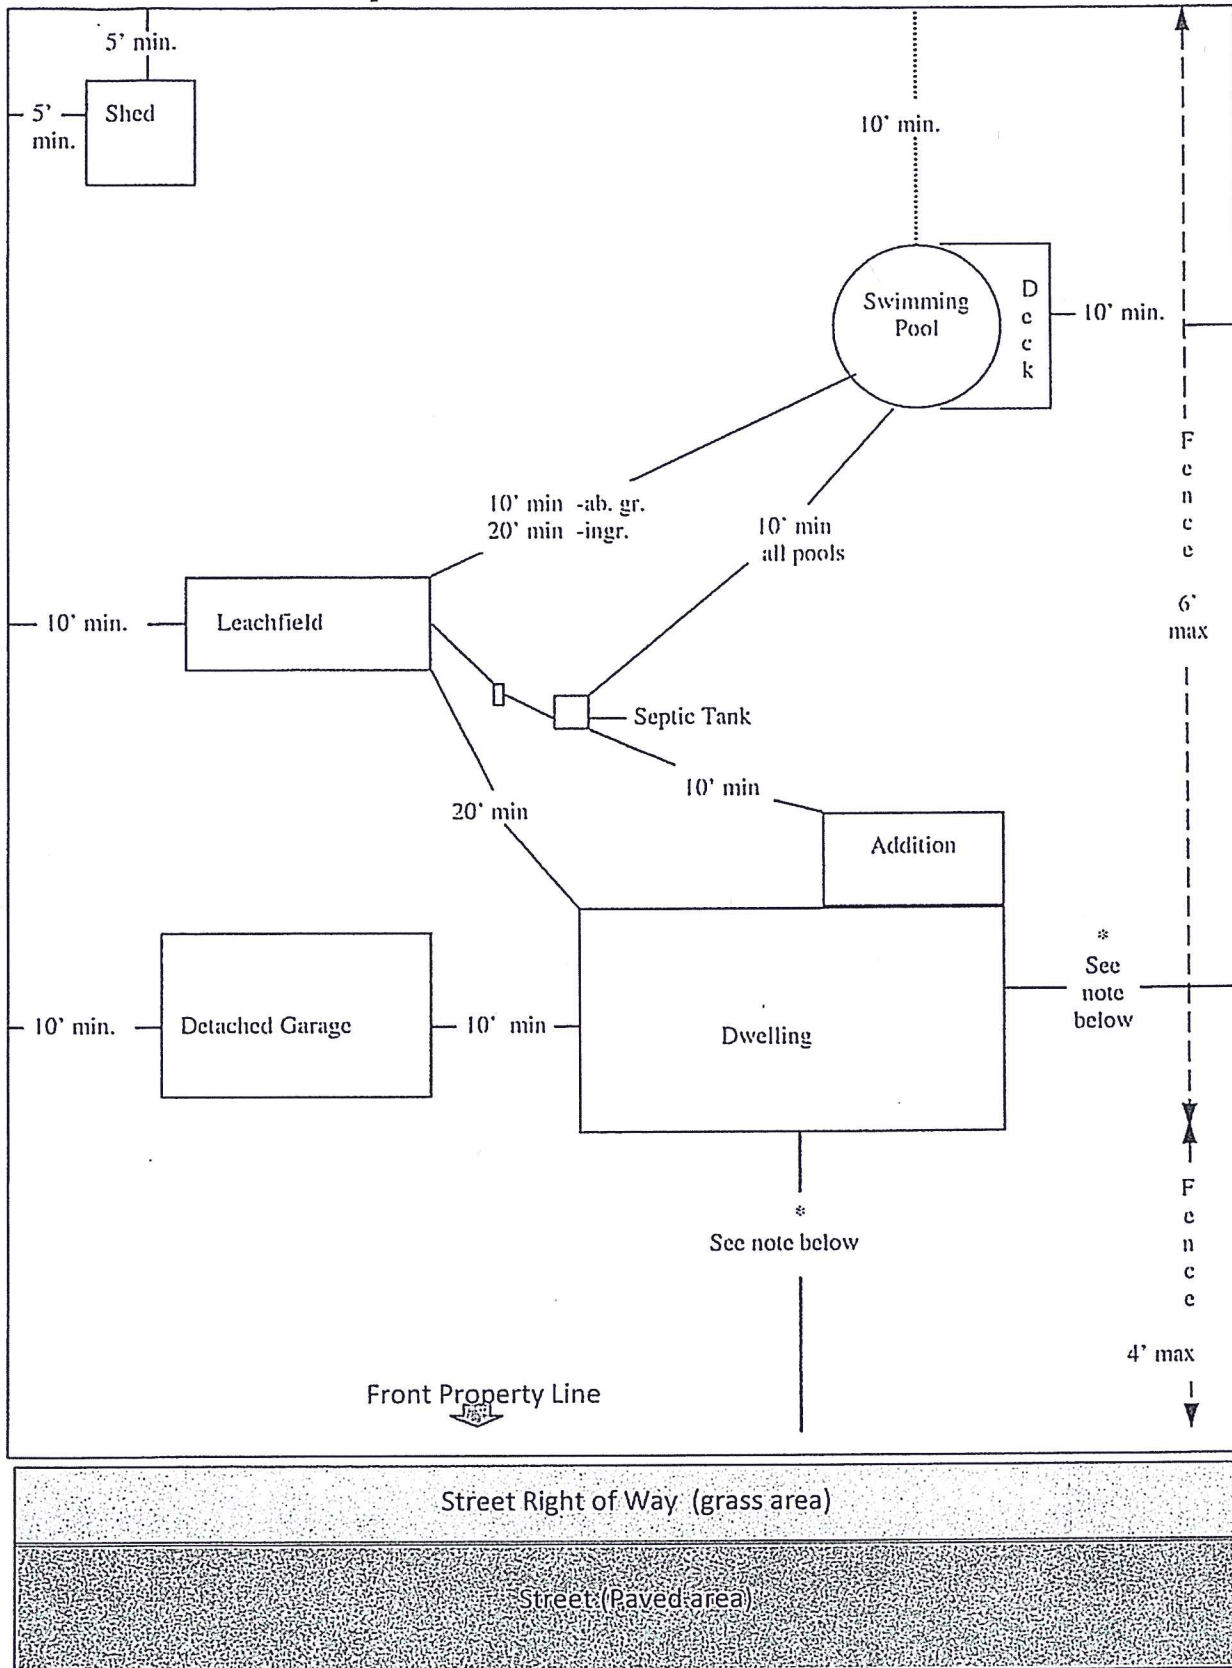 5' min.
5'
min.
Shed
10' min.
Swimming
Pool
D
e
c
k
10' min.
F
e
n
c
e
6'
max
10' min -ab. gr.
20' min -ingr.
10' min
all pools
10' min.
Leachfield
Septic Tank
10' min
20' min
Addition
*
See
note
below
10' min.
Detached Garage
10' min
Dwelling
*
See note below
F
e
n
c
e
4' max
Front Property Line
Street Right of Way (grass area)
Street (Paved area)